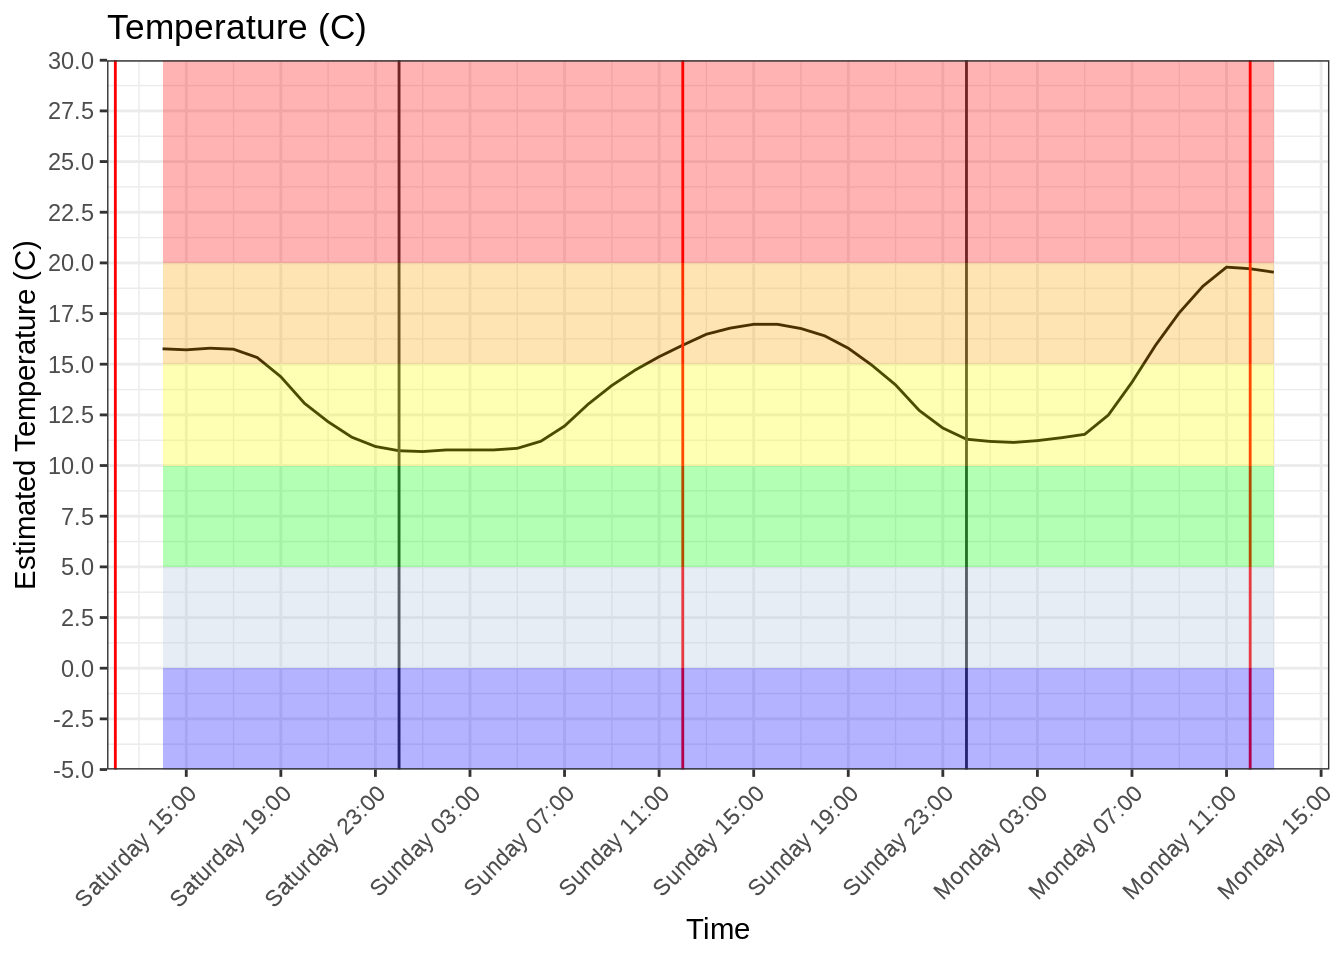 Temperature (C)
30.0
27.5
25.0
22.5
20.0
17.5
15.0
12.5
10.0
7.5
5.0
2.5
0.0
-2.5
-5.0
Estimated Temperature (C)
Saturday 15:00
Saturday 19:00
Saturday 23:00
Sunday 03:00
Sunday 07:00
Sunday 11:00
Sunday 15:00
Sunday 19:00
Sunday 23:00
Monday 03:00
Monday 07:00
Monday 11:00
Monday 15:00
Time